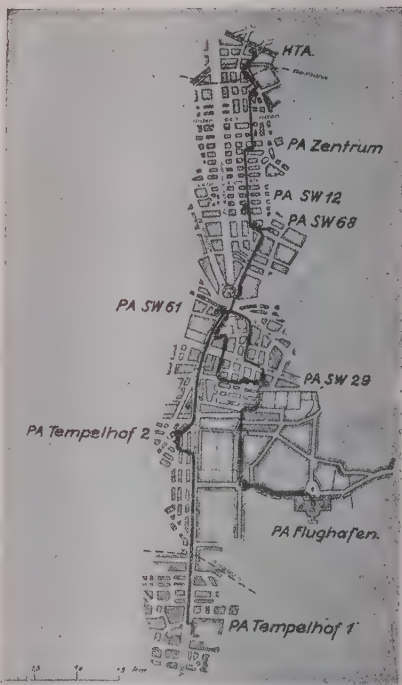 HTA.
PA Zentrum
PA SW 12
PA SW 68
PA SW 61
PA SW 29
PA Tempelhof 2
PA Flughafen.
PA Tempelhof 1
km